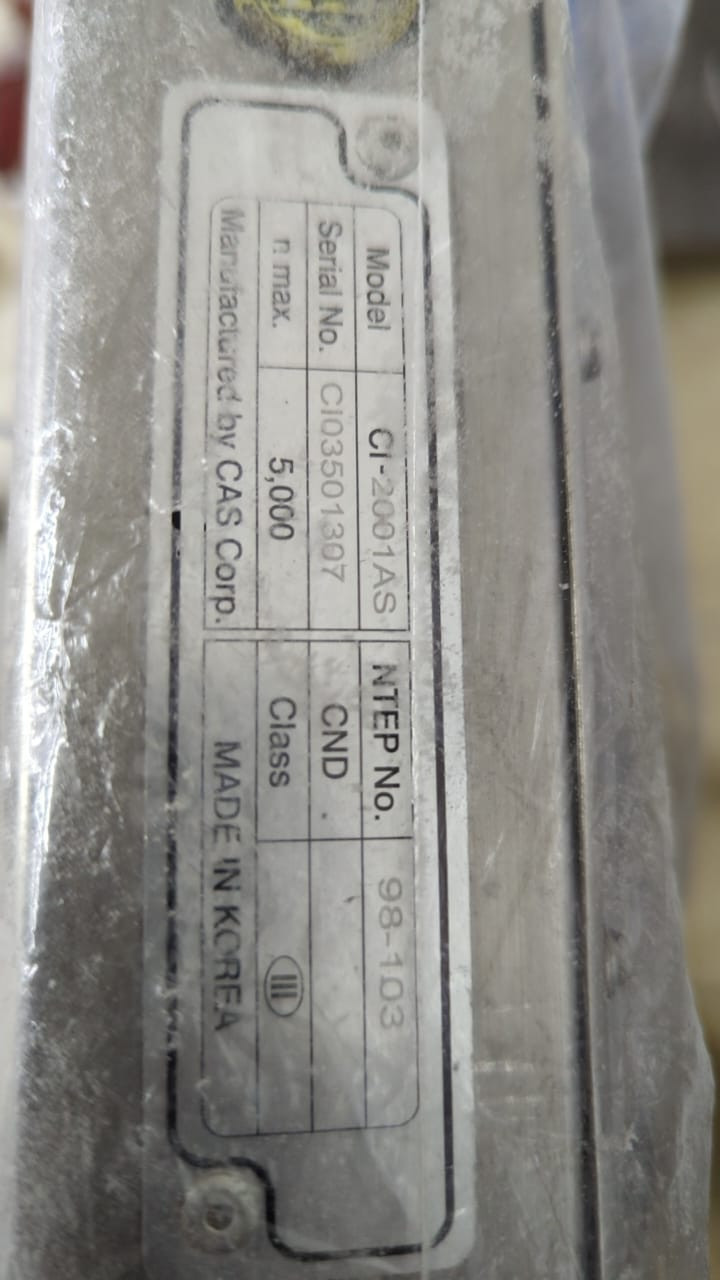 Model CI-2001AS NTEP No. 98-103
Serial No. CI03501307 CND
n max. 5,000 Class III
Manufactured by CAS Corp. MADE IN KOREA